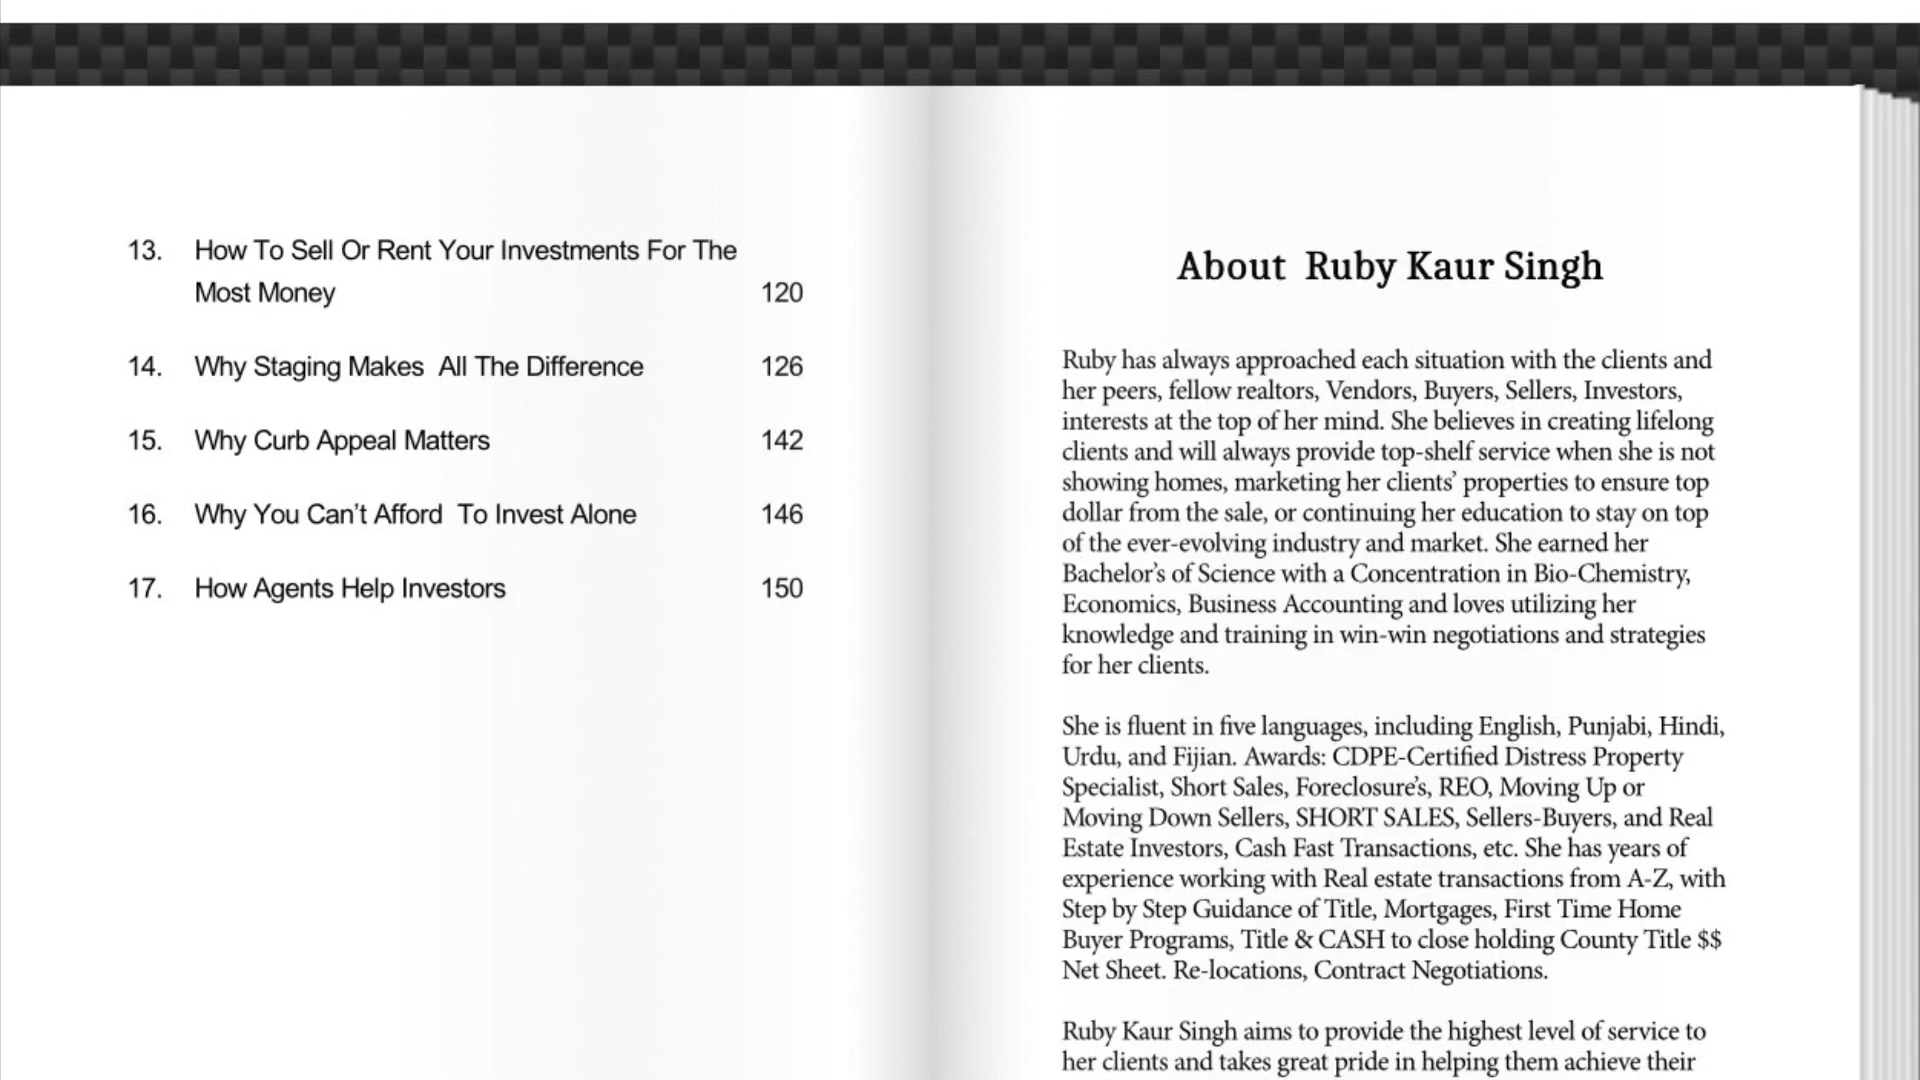 13. How To Sell Or Rent Your Investments For The
Most Money 120
14. Why Staging Makes All The Difference 126
15. Why Curb Appeal Matters 142
16. Why You Can't Afford To Invest Alone 146
17. How Agents Help Investors 150
About Ruby Kaur Singh
Ruby has always approached each situation with the clients and
her peers, fellow realtors, Vendors, Buyers, Sellers, Investors,
interests at the top of her mind. She believes in creating lifelong
clients and will always provide top-shelf service when she is not
showing homes, marketing her clients' properties to ensure top
dollar from the sale, or continuing her education to stay on top
of the ever-evolving industry and market. She earned her
Bachelor's of Science with a Concentration in Bio-Chemistry,
Economics, Business Accounting and loves utilizing her
knowledge and training in win-win negotiations and strategies
for her clients.
She is fluent in five languages, including English, Punjabi, Hindi,
Urdu, and Fijian. Awards: CDPE-Certified Distress Property
Specialist, Short Sales, Foreclosure's, REO, Moving Up or
Moving Down Sellers, SHORT SALES, Sellers-Buyers, and Real
Estate Investors, Cash Fast Transactions, etc. She has years of
experience working with Real estate transactions from A-Z, with
Step by Step Guidance of Title, Mortgages, First Time Home
Buyer Programs, Title & CASH to close holding County Title $$
Net Sheet. Re-locations, Contract Negotiations.
Ruby Kaur Singh aims to provide the highest level of service to
her clients and takes great pride in helping them achieve their